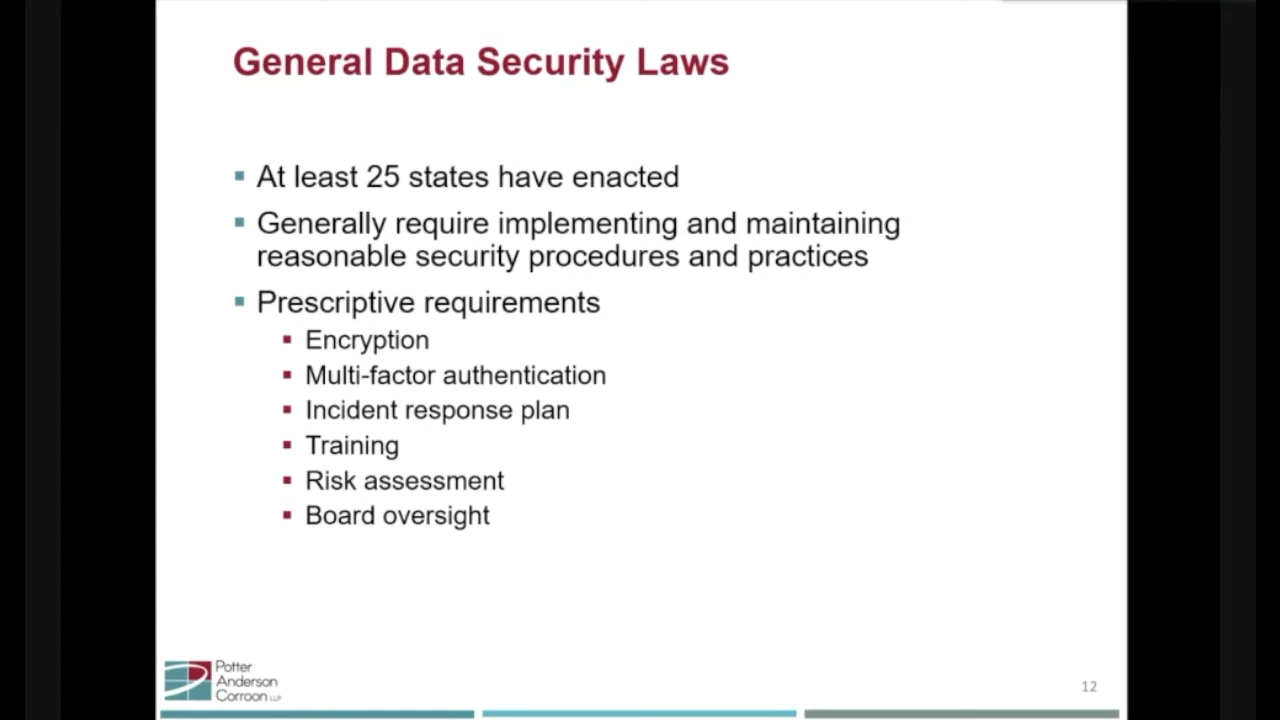 General Data Security Laws
At least 25 states have enacted
Generally require implementing and maintaining
reasonable security procedures and practices
Prescriptive requirements
Encryption
Multi-factor authentication
Incident response plan
Training
Risk assessment
Board oversight
Potter
Anderson
Corroon LLP
12